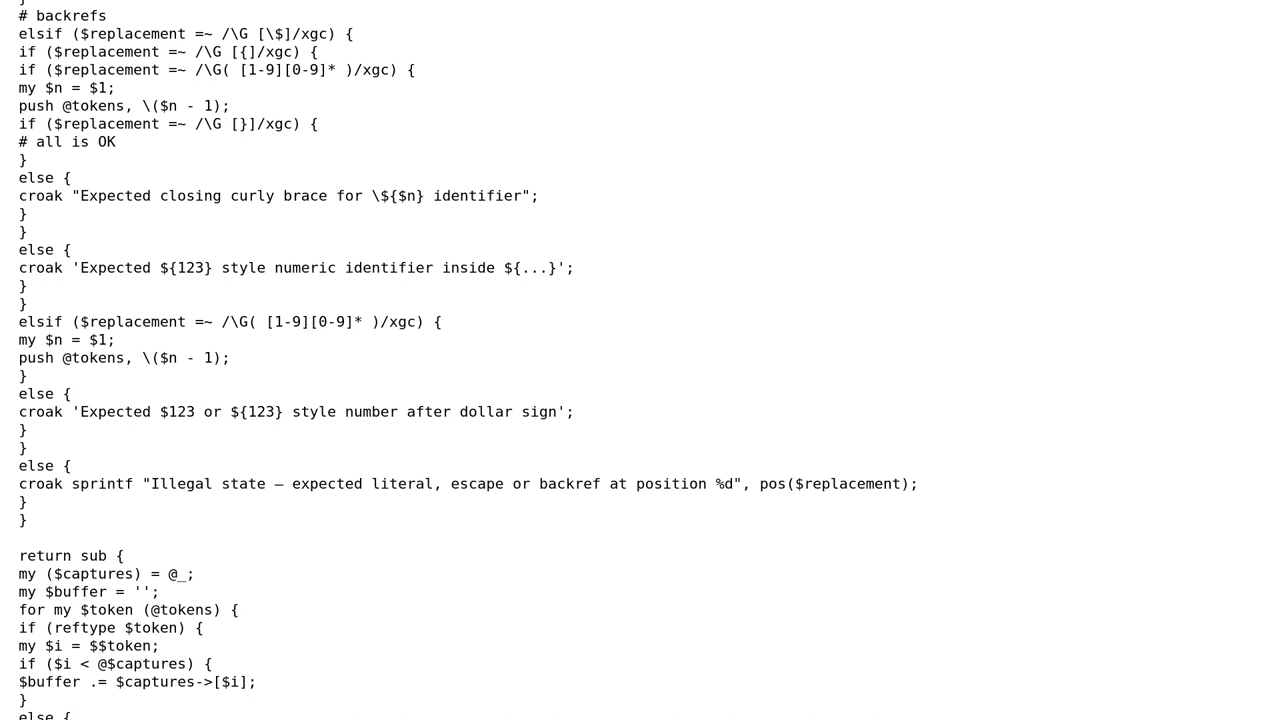 }
# backrefs
elsif ($replacement =~ /\G [\$]/xgc) {
if ($replacement =~ /\G [{]/xgc) {
if ($replacement =~ /\G( [1-9][0-9]* )/xgc) {
my $n = $1;
push @tokens, \($n - 1);
if ($replacement =~ /\G [}]/xgc) {
# all is OK
}
else {
croak "Expected closing curly brace for \${$n} identifier";
}
}
else {
croak 'Expected ${123} style numeric identifier inside ${...}';
}
}
elsif ($replacement =~ /\G( [1-9][0-9]* )/xgc) {
my $n = $1;
push @tokens, \($n - 1);
}
else {
croak 'Expected $123 or ${123} style number after dollar sign';
}
}
else {
croak sprintf "Illegal state – expected literal, escape or backref at position %d", pos($replacement);
}
}

return sub {
my ($captures) = @_;
my $buffer = '';
for my $token (@tokens) {
if (reftype $token) {
my $i = $$token;
if ($i < @$captures) {
$buffer .= $captures->[$i];
}
else {